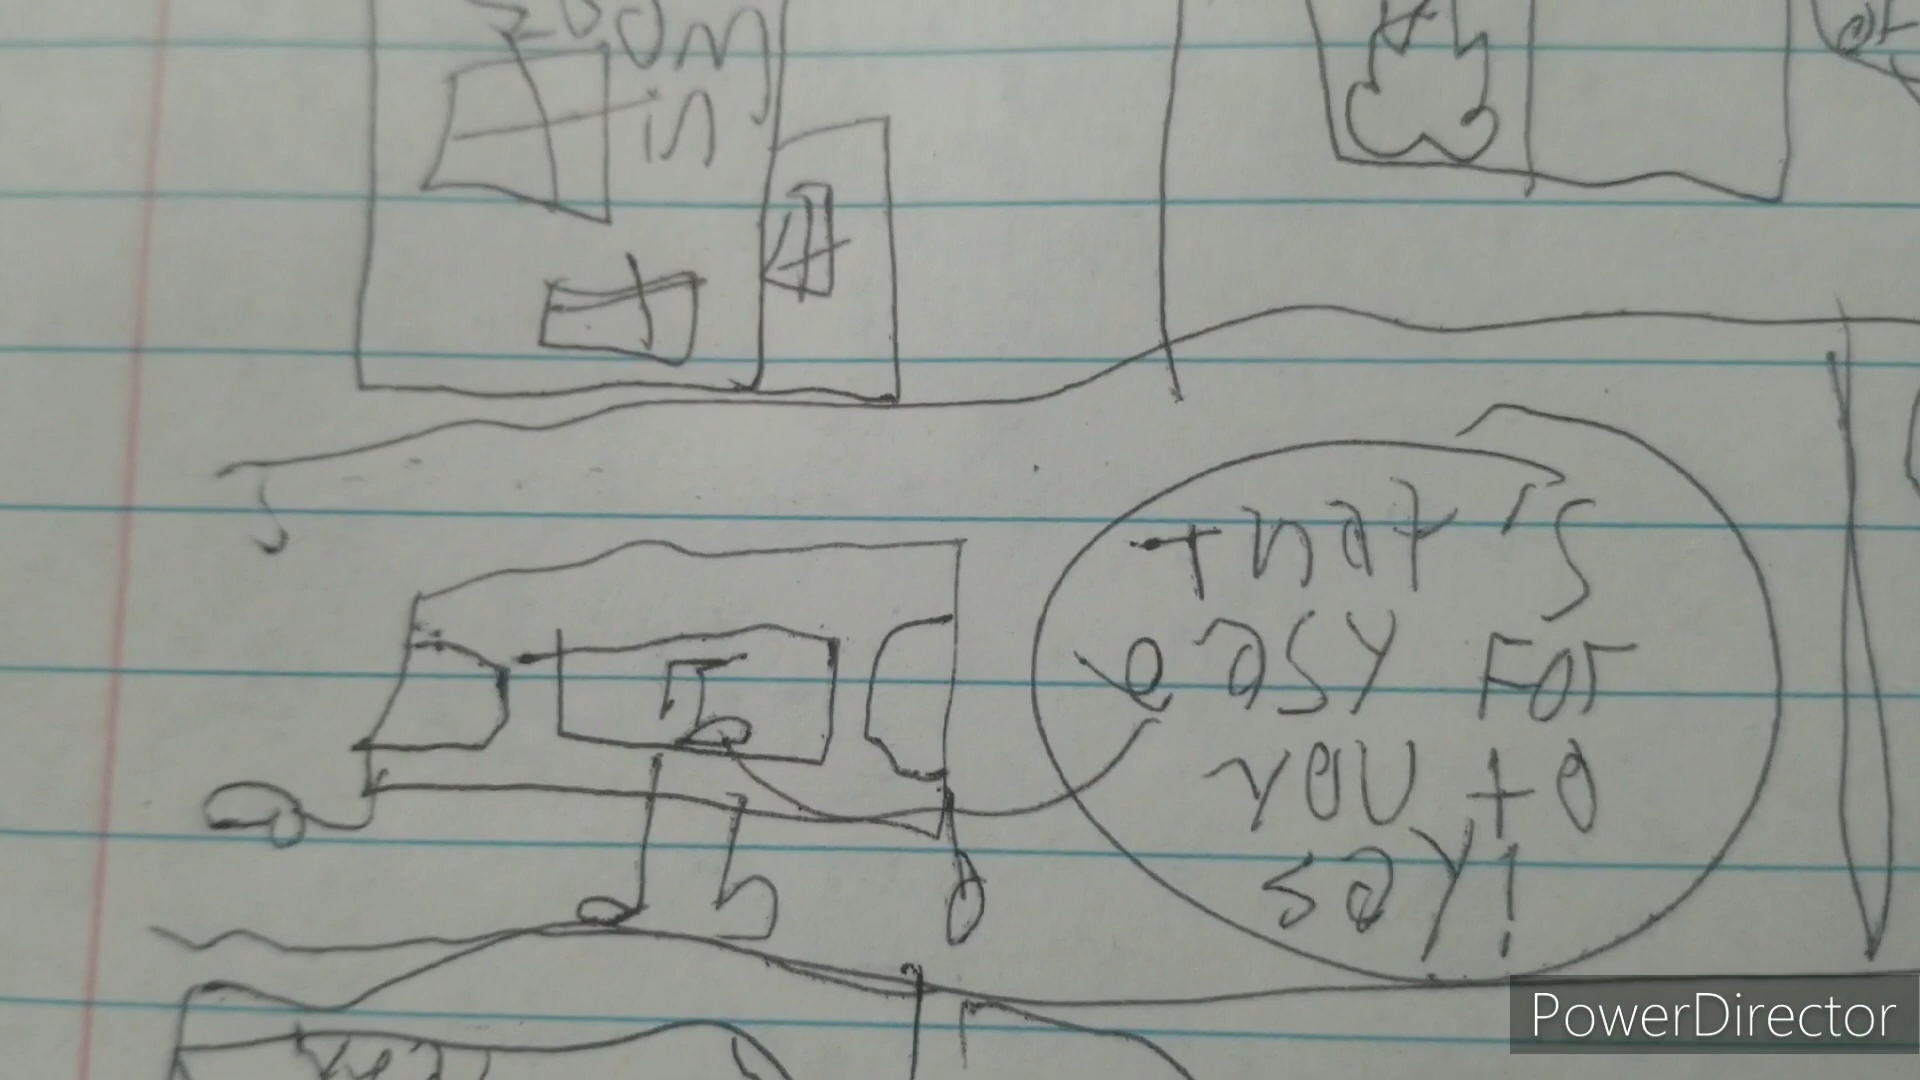 zoom
in
that's
easy for
you to
say!
PowerDirector